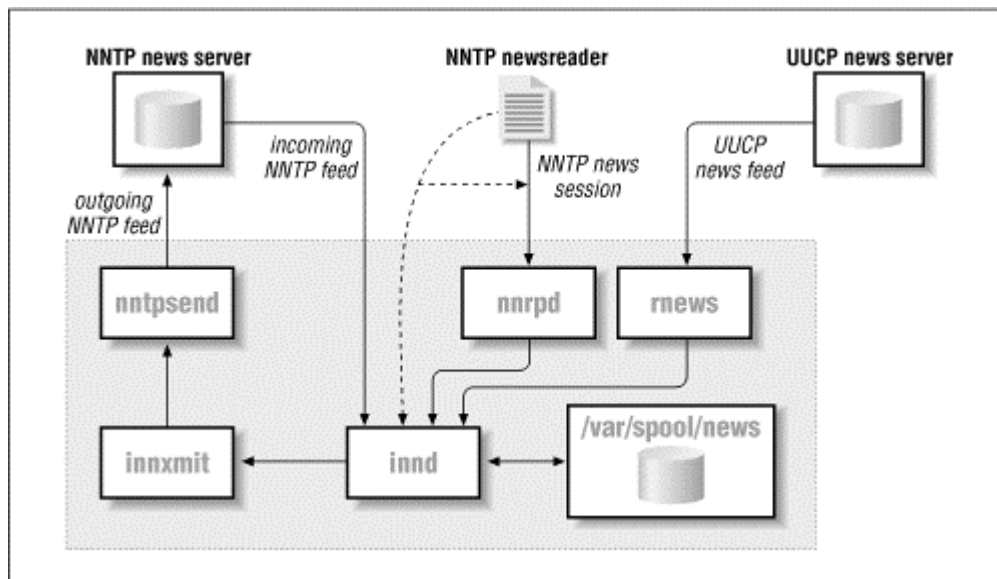 NNTP news server
NNTP newsreader
UUCP news server
incoming
NNTP feed
NNTP news
session
UUCP
news feed
outgoing
NNTP feed
nntpsend
nnrpd
rnews
/var/spool/news
innxmit
innd